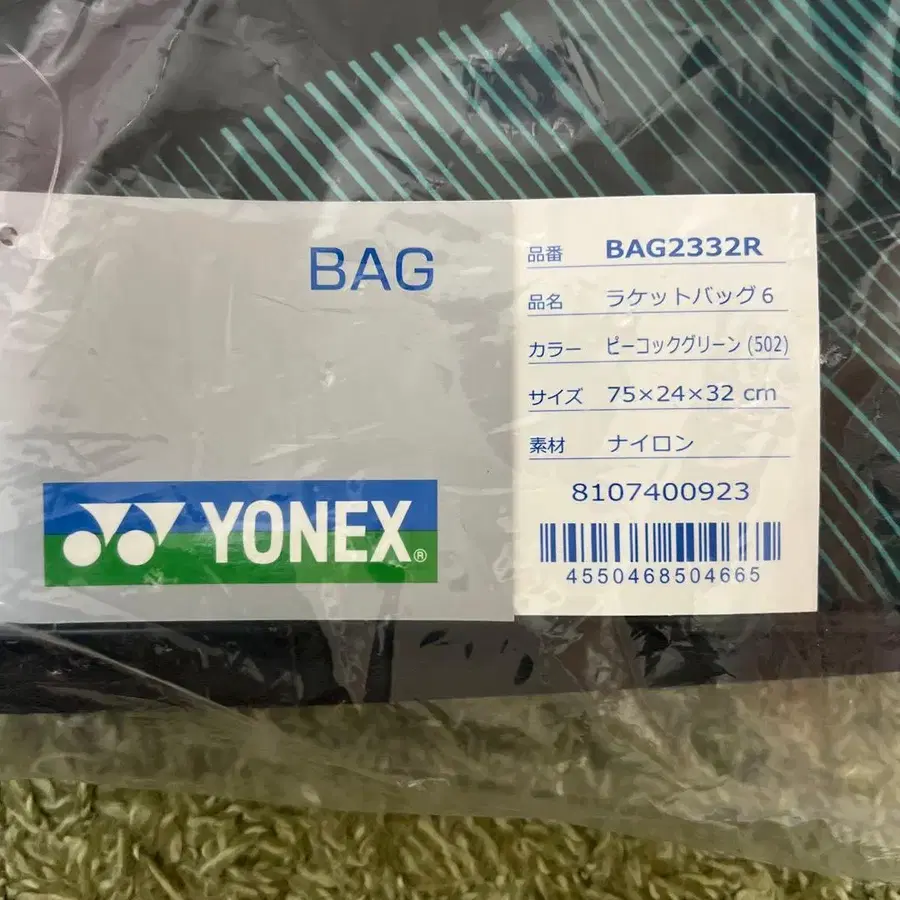 BAG
YONEX®
品番 BAG2332R
品名 ラケットバッグ6
カラー ピーコックグリーン(502)
サイズ 75×24×32 cm
素材 ナイロン
8107400923
4550468504665